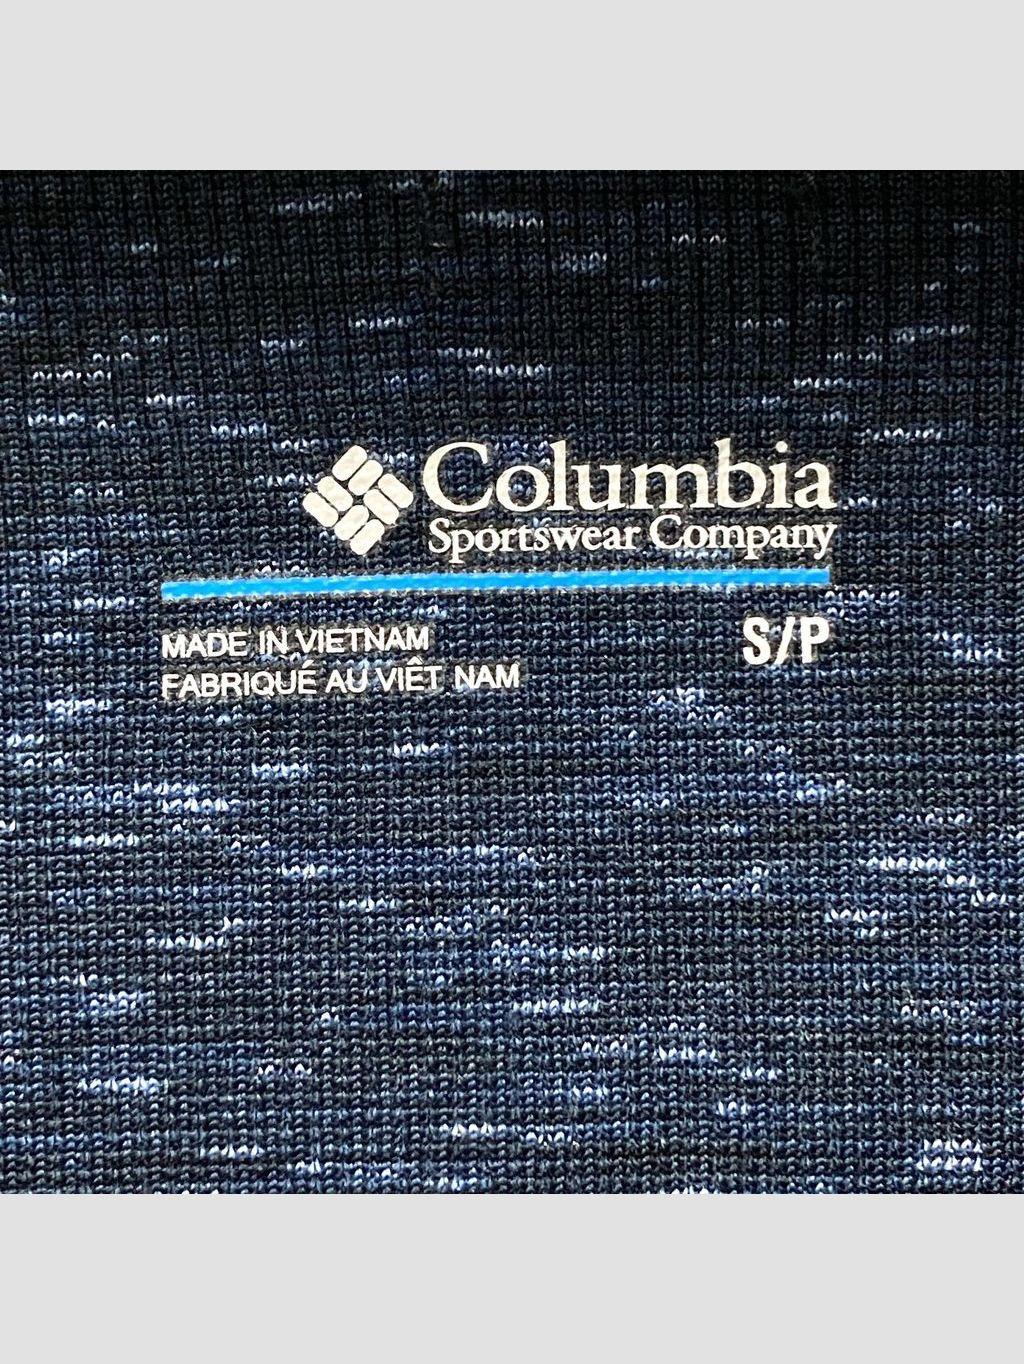 Columbia
Sportswear Company
MADE IN VIETNAM
FABRIQUÉ AU VIÊT NAM
S/P